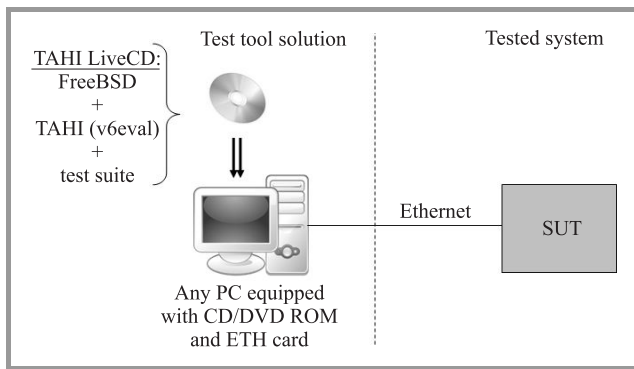 Test tool solution
Tested system
TAHI LiveCD:
FreeBSD
+
TAHI (v6eval)
+
test suite
Ethernet
SUT
Any PC equipped
with CD/DVD ROM
and ETH card